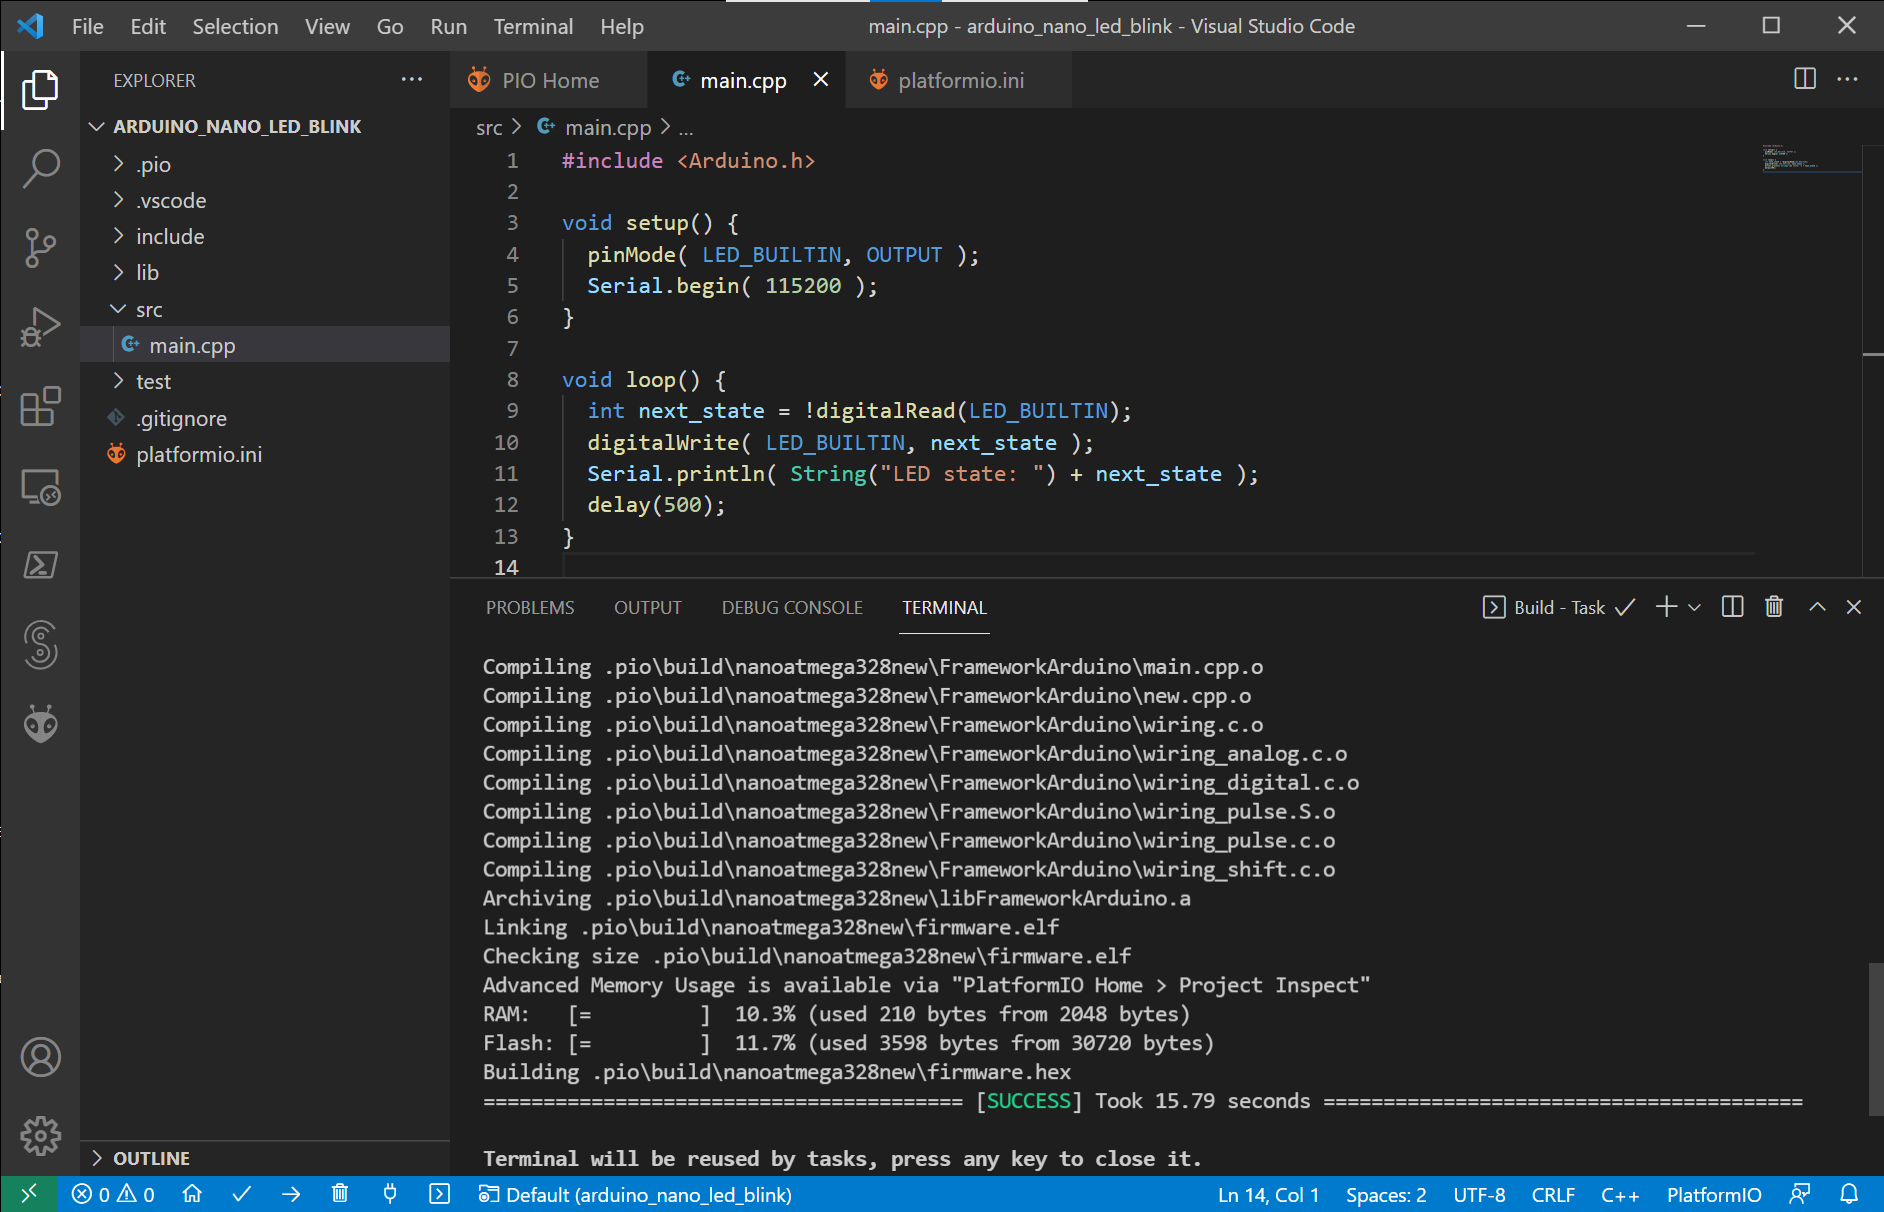 File Edit Selection View Go Run Terminal Help
main.cpp - arduino_nano_led_blink - Visual Studio Code
EXPLORER
ARDUINO_NANO_LED_BLINK
.pio
.vscode
include
lib
src
main.cpp
test
.gitignore
platformio.ini
OUTLINE
PIO Home
main.cpp
platformio.ini
src > main.cpp > ...
1 #include <Arduino.h>
2
3 void setup() {
4 pinMode( LED_BUILTIN, OUTPUT );
5 Serial.begin( 115200 );
6 }
7
8 void loop() {
9 int next_state = !digitalRead(LED_BUILTIN);
10 digitalWrite( LED_BUILTIN, next_state );
11 Serial.println( String("LED state: ") + next_state );
12 delay(500);
13 }
14
PROBLEMS OUTPUT DEBUG CONSOLE TERMINAL
Build - Task
Compiling .pio\build\nanoatmega328new\FrameworkArduino\main.cpp.o
Compiling .pio\build\nanoatmega328new\FrameworkArduino\new.cpp.o
Compiling .pio\build\nanoatmega328new\FrameworkArduino\wiring.c.o
Compiling .pio\build\nanoatmega328new\FrameworkArduino\wiring_analog.c.o
Compiling .pio\build\nanoatmega328new\FrameworkArduino\wiring_digital.c.o
Compiling .pio\build\nanoatmega328new\FrameworkArduino\wiring_pulse.S.o
Compiling .pio\build\nanoatmega328new\FrameworkArduino\wiring_pulse.c.o
Compiling .pio\build\nanoatmega328new\FrameworkArduino\wiring_shift.c.o
Archiving .pio\build\nanoatmega328new\libFrameworkArduino.a
Linking .pio\build\nanoatmega328new\firmware.elf
Checking size .pio\build\nanoatmega328new\firmware.elf
Advanced Memory Usage is available via "PlatformIO Home > Project Inspect"
RAM:   [=         ]  10.3% (used 210 bytes from 2048 bytes)
Flash: [=         ]  11.7% (used 3598 bytes from 30720 bytes)
Building .pio\build\nanoatmega328new\firmware.hex
======================================== [SUCCESS] Took 15.79 seconds ========================================
Terminal will be reused by tasks, press any key to close it.
0 0 Default (arduino_nano_led_blink) Ln 14, Col 1 Spaces: 2 UTF-8 CRLF C++ PlatformIO